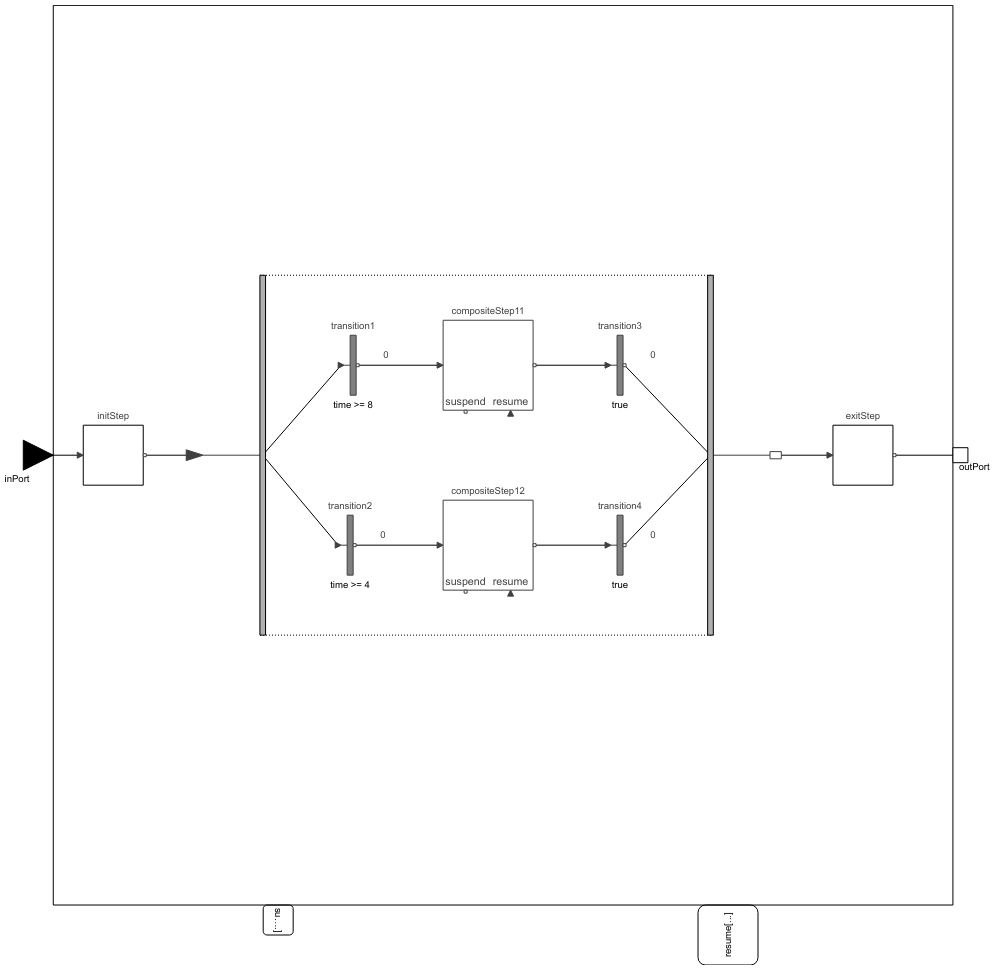 compositeStep11
transition1
transition3
0
0
time >= 8
suspend resume
true
initStep
exitStep
inPort
outPort
compositeStep12
transition2
transition4
0
0
time >= 4
suspend resume
true
su[...]
resume[...]